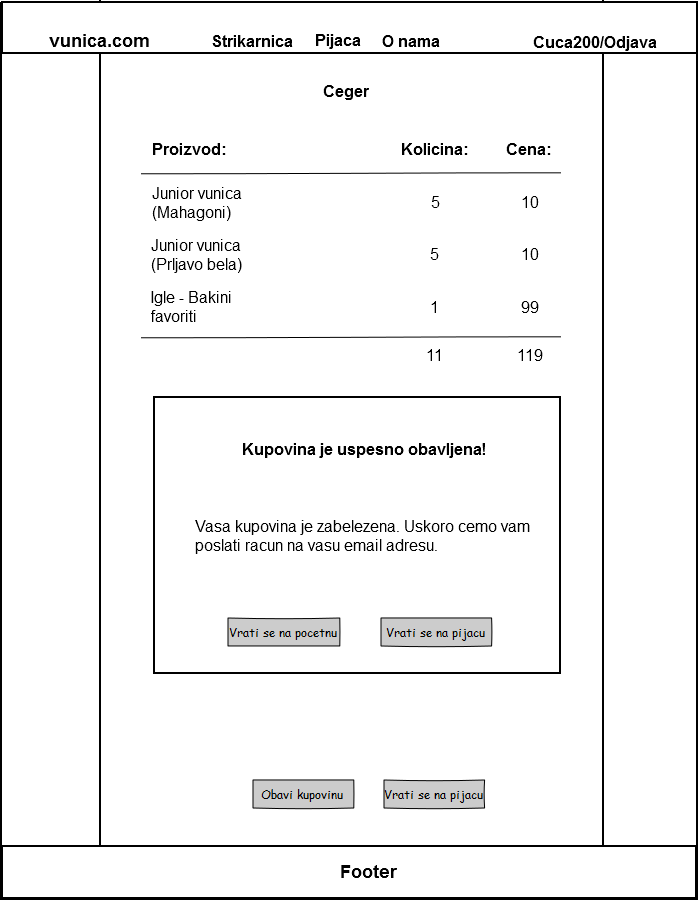 vunica.com Strikarnica Pijaca O nama Cuca200/Odjava
Ceger
Proizvod: Kolicina: Cena:
Junior vunica
(Mahagoni) 5 10
Junior vunica
(Prljavo bela) 5 10
Igle - Bakini
favoriti 1 99
11 119
Kupovina je uspesno obavljena!
Vasa kupovina je zabelezena. Uskoro cemo vam
poslati racun na vasu email adresu.
Vrati se na pocetnu Vrati se na pijacu
Obavi kupovinu Vrati se na pijacu
Footer